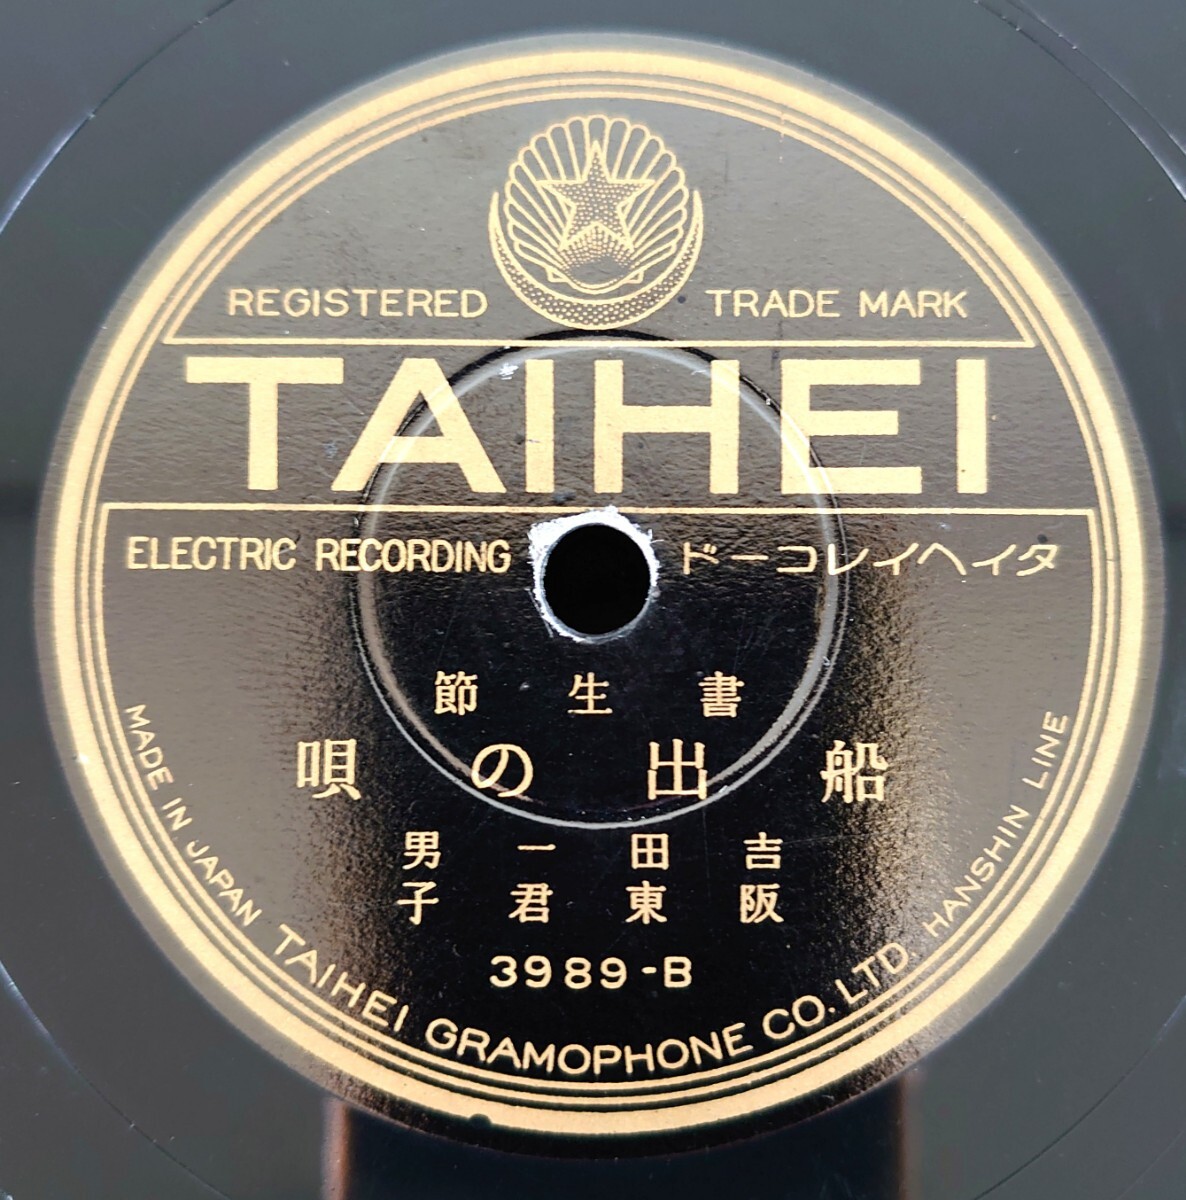 REGISTERED TRADE MARK
TAIHEI
ELECTRIC RECORDING
タイヘイレコード
書生節
船出の唄
吉田一男
阪東君子
3989-B
MADE IN JAPAN TAIHEI GRAMOPHONE CO. LTD. HANSHIN LINE